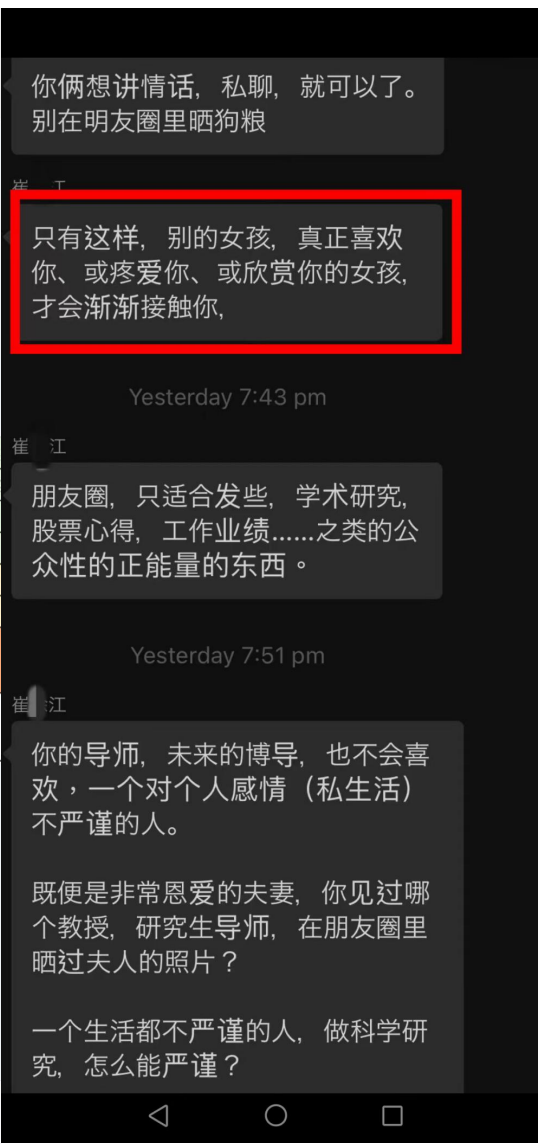 你俩想讲情话，私聊，就可以了。
别在明友圈里晒狗粮
崔 江
只有这样，别的女孩，真正喜欢
你、或疼爱你、或欣赏你的女孩，
才会渐渐接触你，
Yesterday 7:43 pm
崔 江
朋友圈，只适合发些，学术研究，
股票心得，工作业绩……之类的公
众性的正能量的东西。
Yesterday 7:51 pm
崔 江
你的导师，未来的博导，也不会喜
欢，一个对个人感情（私生活）
不严谨的人。
既便是非常恩爱的夫妻，你见过哪
个教授，研究生导师，在朋友圈里
晒过夫人的照片？
一个生活都不严谨的人，做科学研
究，怎么能严谨？